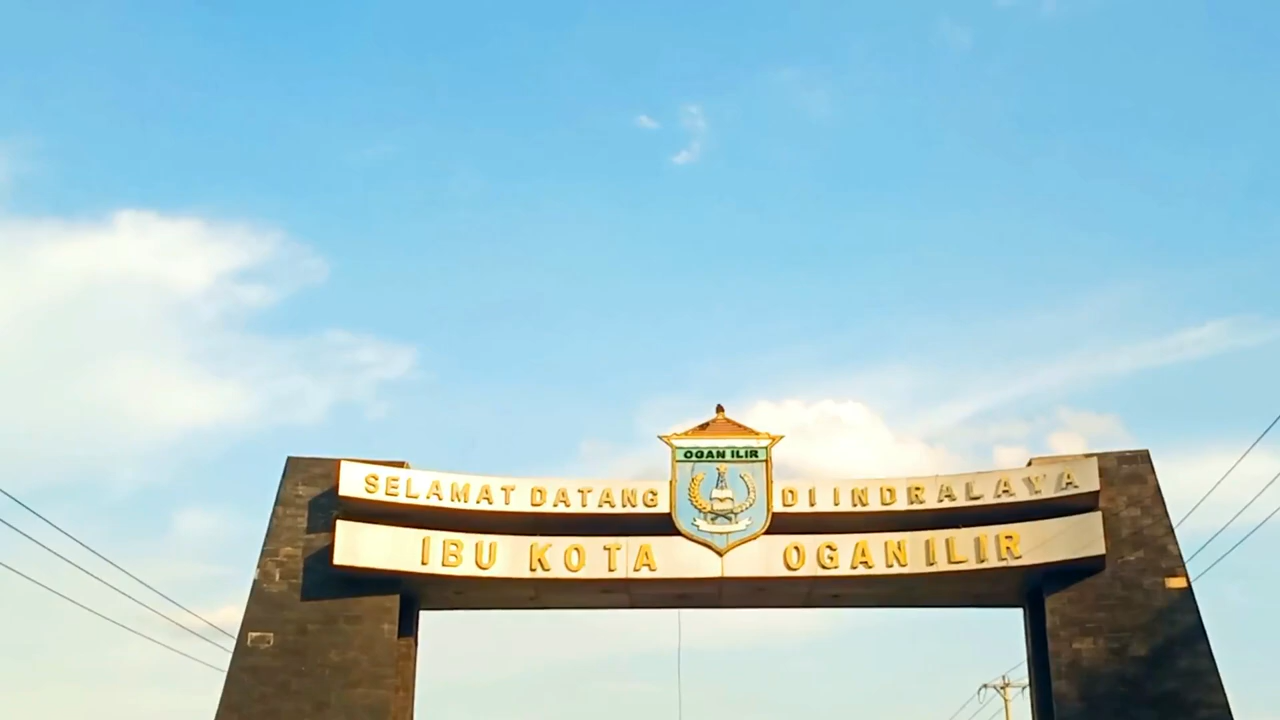 OGAN ILIR
SELAMAT DATANG DI INDRALAYA
IBU KOTA OGAN ILIR